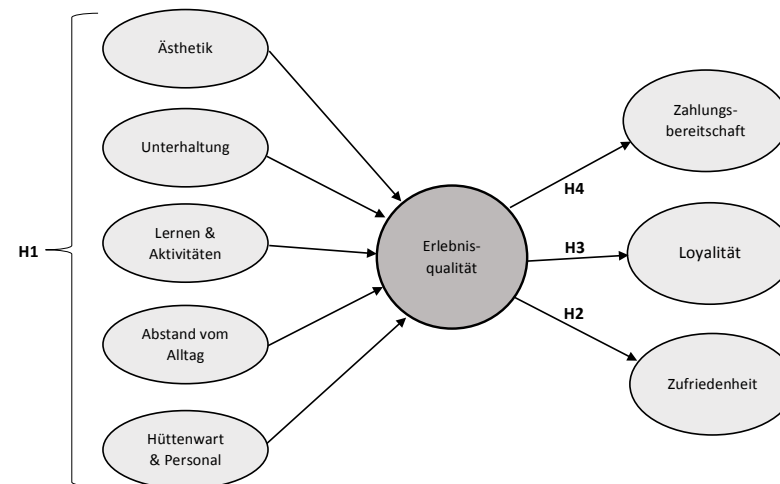 H1
Ästhetik
Unterhaltung
Lernen &
Aktivitäten
Abstand vom
Alltag
Hüttenwart
& Personal
Erlebnis-
qualität
H4
H3
H2
Zahlungs-
bereitschaft
Loyalität
Zufriedenheit